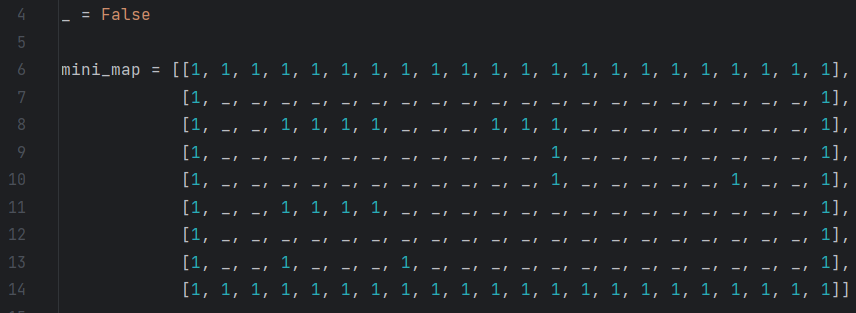 4 _ = False
5
6 mini_map = [[1, 1, 1, 1, 1, 1, 1, 1, 1, 1, 1, 1, 1, 1, 1, 1, 1, 1, 1, 1, 1, 1],
7 [1, _, _, _, _, _, _, _, _, _, _, _, _, _, _, _, _, _, _, _, _, 1],
8 [1, _, _, 1, 1, 1, 1, _, _, _, 1, 1, 1, _, _, _, _, _, _, _, _, 1],
9 [1, _, _, _, _, _, _, _, _, _, _, _, 1, _, _, _, _, _, _, _, _, 1],
10 [1, _, _, _, _, _, _, _, _, _, _, _, 1, _, _, _, _, _, 1, _, _, 1],
11 [1, _, _, 1, 1, 1, 1, _, _, _, _, _, _, _, _, _, _, _, _, _, _, 1],
12 [1, _, _, _, _, _, _, _, _, _, _, _, _, _, _, _, _, _, _, _, _, 1],
13 [1, _, _, 1, _, _, _, 1, _, _, _, _, _, _, _, _, _, _, _, _, _, 1],
14 [1, 1, 1, 1, 1, 1, 1, 1, 1, 1, 1, 1, 1, 1, 1, 1, 1, 1, 1, 1, 1, 1]]